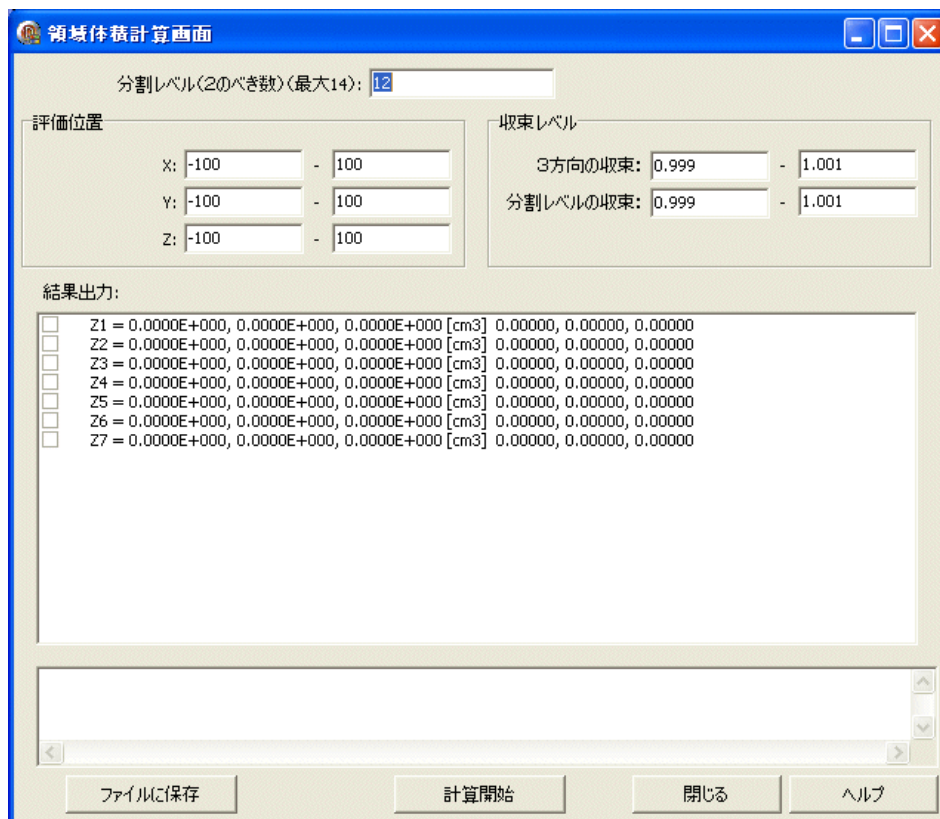 領域体積計算画面
分割レベル(2のべき数)(最大14): 12
評価位置
X: -100 - 100
Y: -100 - 100
Z: -100 - 100
収束レベル
3方向の収束: 0.999 - 1.001
分割レベルの収束: 0.999 - 1.001
結果出力:
Z1 = 0.0000E+000, 0.0000E+000, 0.0000E+000 [cm3] 0.00000, 0.00000, 0.00000
Z2 = 0.0000E+000, 0.0000E+000, 0.0000E+000 [cm3] 0.00000, 0.00000, 0.00000
Z3 = 0.0000E+000, 0.0000E+000, 0.0000E+000 [cm3] 0.00000, 0.00000, 0.00000
Z4 = 0.0000E+000, 0.0000E+000, 0.0000E+000 [cm3] 0.00000, 0.00000, 0.00000
Z5 = 0.0000E+000, 0.0000E+000, 0.0000E+000 [cm3] 0.00000, 0.00000, 0.00000
Z6 = 0.0000E+000, 0.0000E+000, 0.0000E+000 [cm3] 0.00000, 0.00000, 0.00000
Z7 = 0.0000E+000, 0.0000E+000, 0.0000E+000 [cm3] 0.00000, 0.00000, 0.00000
ファイルに保存 計算開始 閉じる ヘルプ